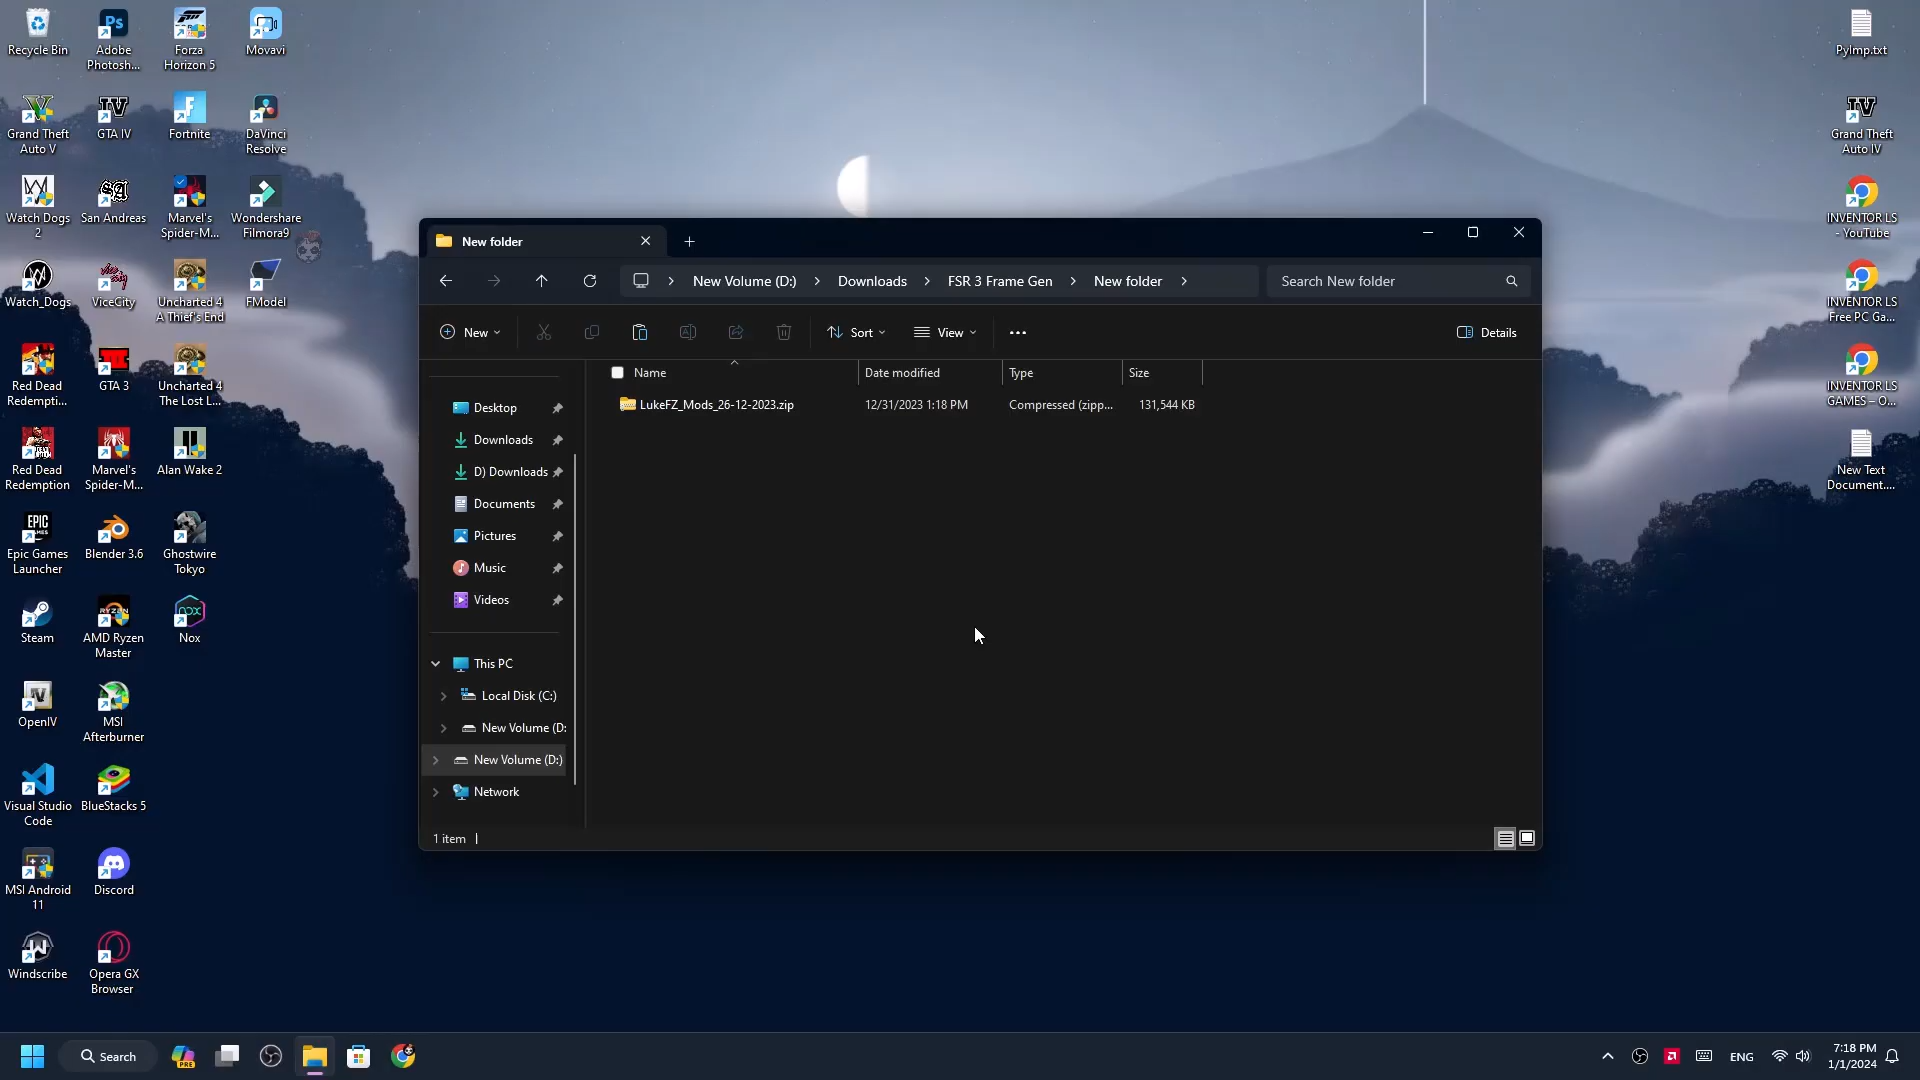 Recycle Bin
Adobe
Photosh...
Forza
Horizon 5
Movavi
Grand Theft
Auto V
GTA IV
Fortnite
DaVinci
Resolve
Watch Dogs
2
San Andreas
Marvel's
Spider-M...
Wondershare
Filmora9
Watch_Dogs
ViceCity
Uncharted 4
A Thief's End
FModel
Red Dead
Redempti...
GTA 3
Uncharted 4
The Lost L...
Red Dead
Redemption
Marvel's
Spider-M...
Alan Wake 2
Epic Games
Launcher
Blender 3.6
Ghostwire
Tokyo
Steam
AMD Ryzen
Master
Nox
OpenIV
MSI
Afterburner
Visual Studio
Code
BlueStacks 5
MSI Android
11
Discord
Windscribe
Opera GX
Browser
New folder
New Volume (D:)
Downloads
FSR 3 Frame Gen
New folder
Search New folder
New
Sort
View
Details
Name
Date modified
Type
Size
LukeFZ_Mods_26-12-2023.zip
12/31/2023 1:18 PM
Compressed (zipp...
131,544 KB
Desktop
Downloads
D) Downloads
Documents
Pictures
Music
Videos
This PC
Local Disk (C:)
New Volume (D:
New Volume (D:)
Network
1 item
PyImp.txt
Grand Theft
Auto IV
INVENTOR LS
- YouTube
INVENTOR LS
Free PC Ga...
INVENTOR LS
GAMES – O...
New Text
Document....
Search
ENG
7:18 PM
1/1/2024